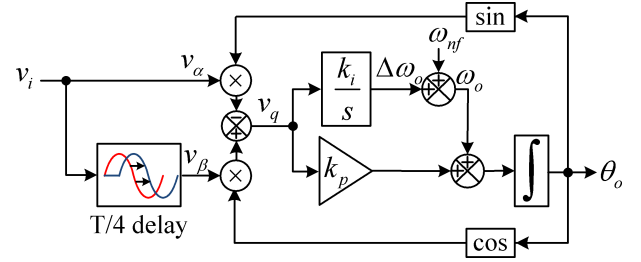 sin
ω_nf
v_α
k_i
Δω_o
ω_o
v_i
s
v_q
v_β
k_p
∫
θ_o
T/4 delay
cos